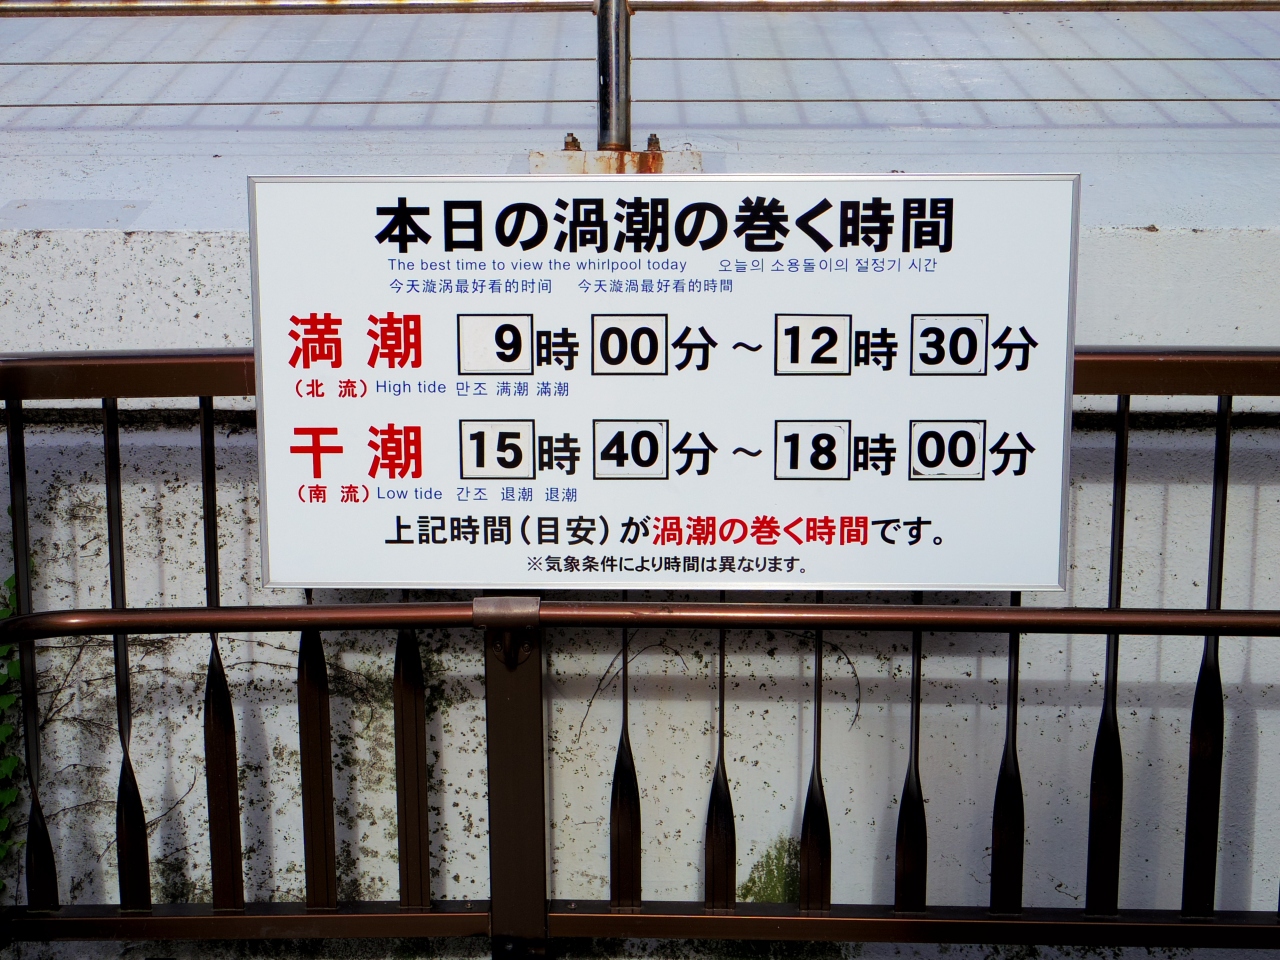 本日の渦潮の巻く時間
The best time to view the whirlpool today 오늘의 소용돌이의 절정기 시간
今天漩涡最好看的时间 今天漩渦最好看的時間
満潮 9時00分～12時30分
（北流）High tide 만조 满潮 滿潮
干潮 15時40分～18時00分
（南流）Low tide 간조 退潮 退潮
上記時間（目安）が渦潮の巻く時間です。
※気象条件により時間は異なります。